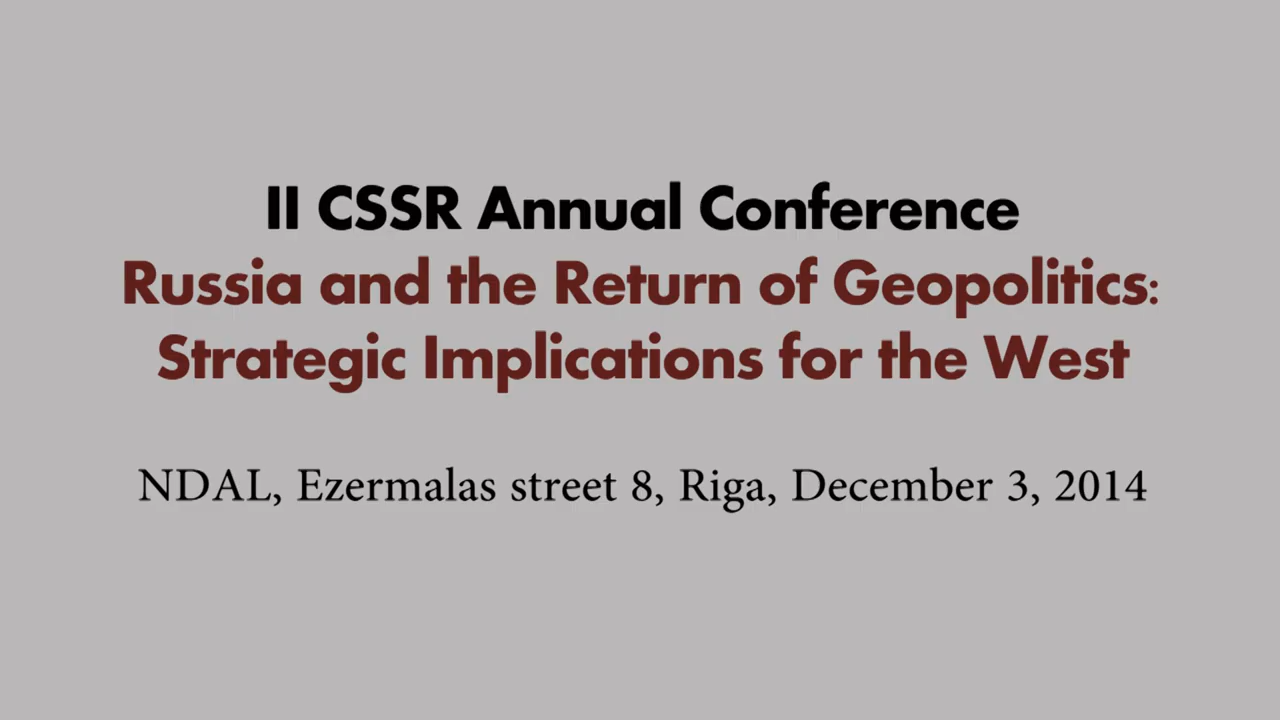 II CSSR Annual Conference
Russia and the Return of Geopolitics:
Strategic Implications for the West
NDAL, Ezermalas street 8, Riga, December 3, 2014